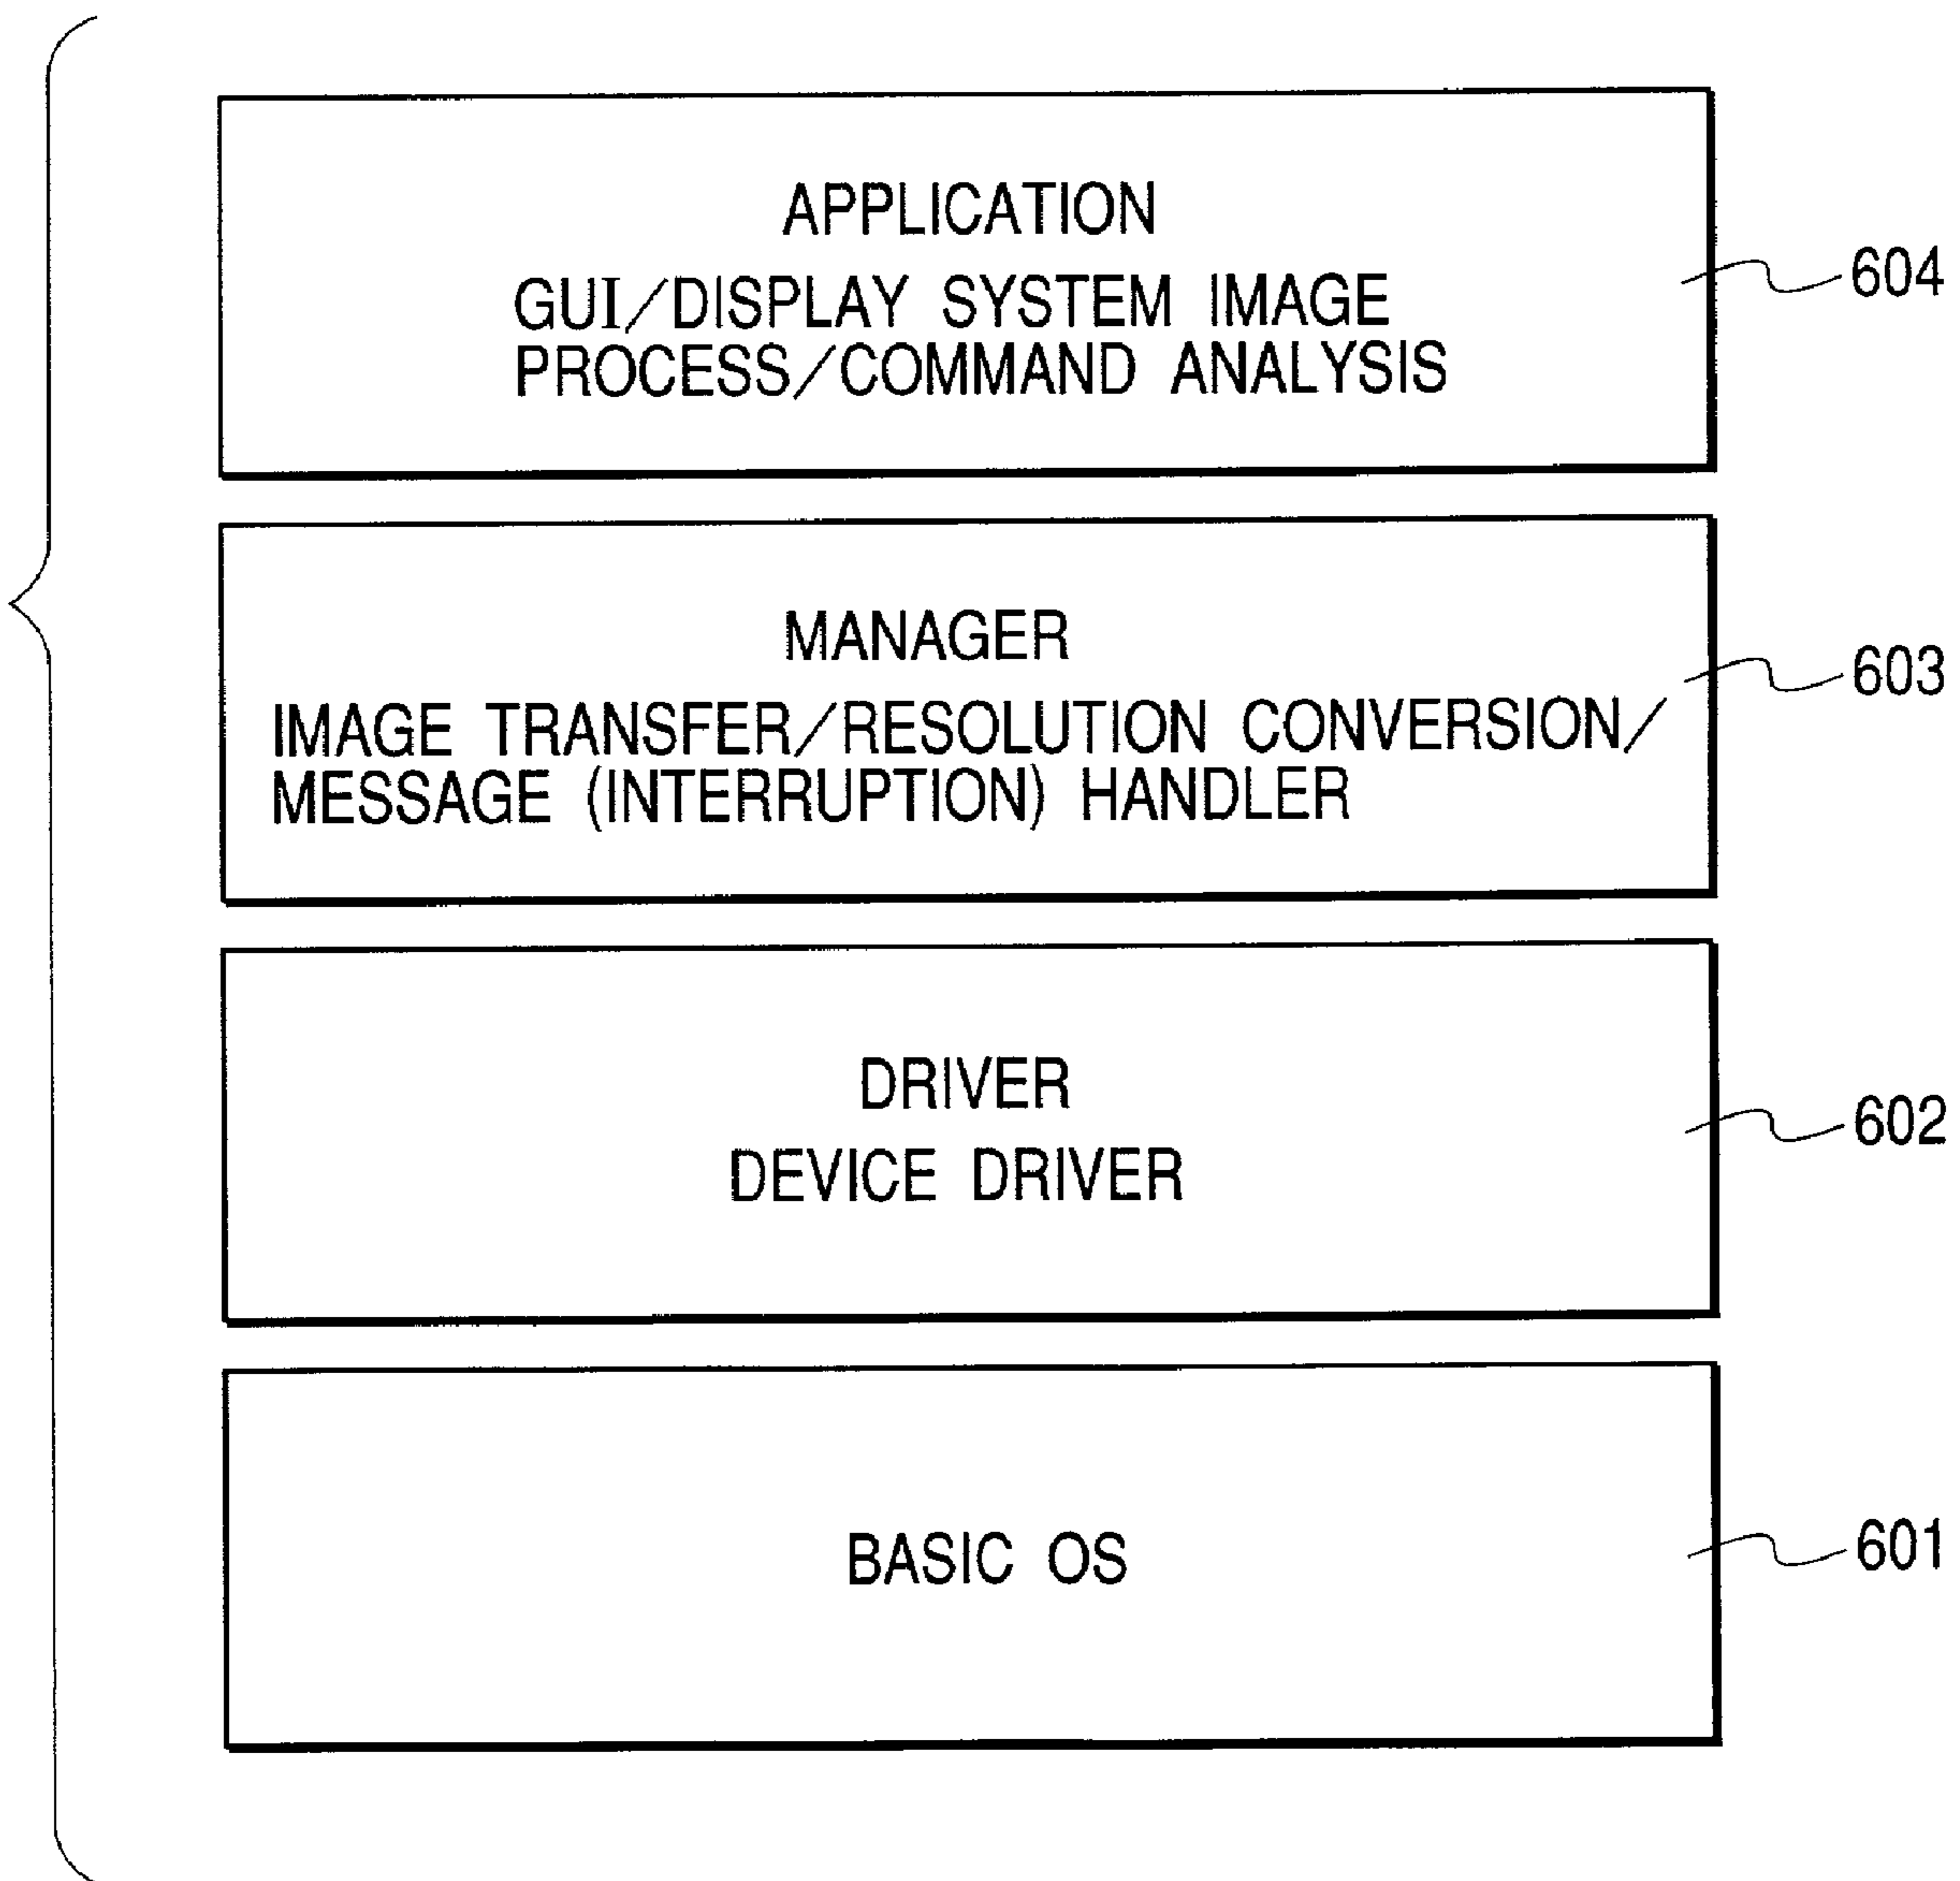 APPLICATION
GUI/DISPLAY SYSTEM IMAGE
PROCESS/COMMAND ANALYSIS
604
MANAGER
IMAGE TRANSFER/RESOLUTION CONVERSION/
MESSAGE (INTERRUPTION) HANDLER
603
DRIVER
DEVICE DRIVER
602
BASIC OS
601